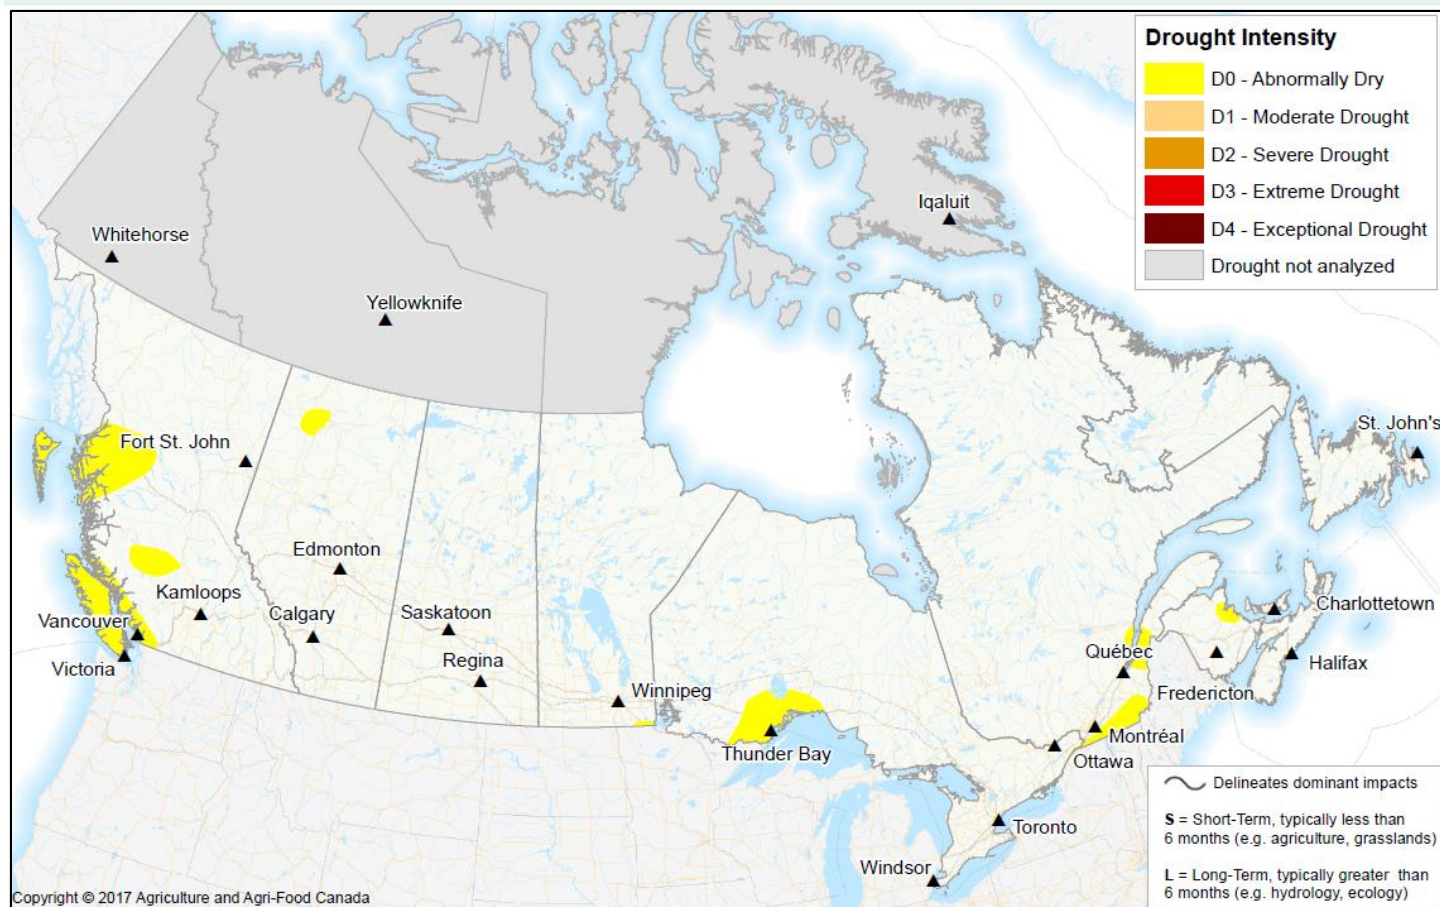 Drought Intensity
D0 - Abnormally Dry
D1 - Moderate Drought
D2 - Severe Drought
D3 - Extreme Drought
D4 - Exceptional Drought
Drought not analyzed
Iqaluit
Whitehorse
Yellowknife
Fort St. John
St. John's
Edmonton
Kamloops
Calgary
Saskatoon
Charlottetown
Vancouver
Québec
Regina
Halifax
Victoria
Winnipeg
Fredericton
Montréal
Thunder Bay
Ottawa
Toronto
Windsor
Delineates dominant impacts
S = Short-Term, typically less than
6 months (e.g. agriculture, grasslands)
L = Long-Term, typically greater than
6 months (e.g. hydrology, ecology)
Copyright © 2017 Agriculture and Agri-Food Canada